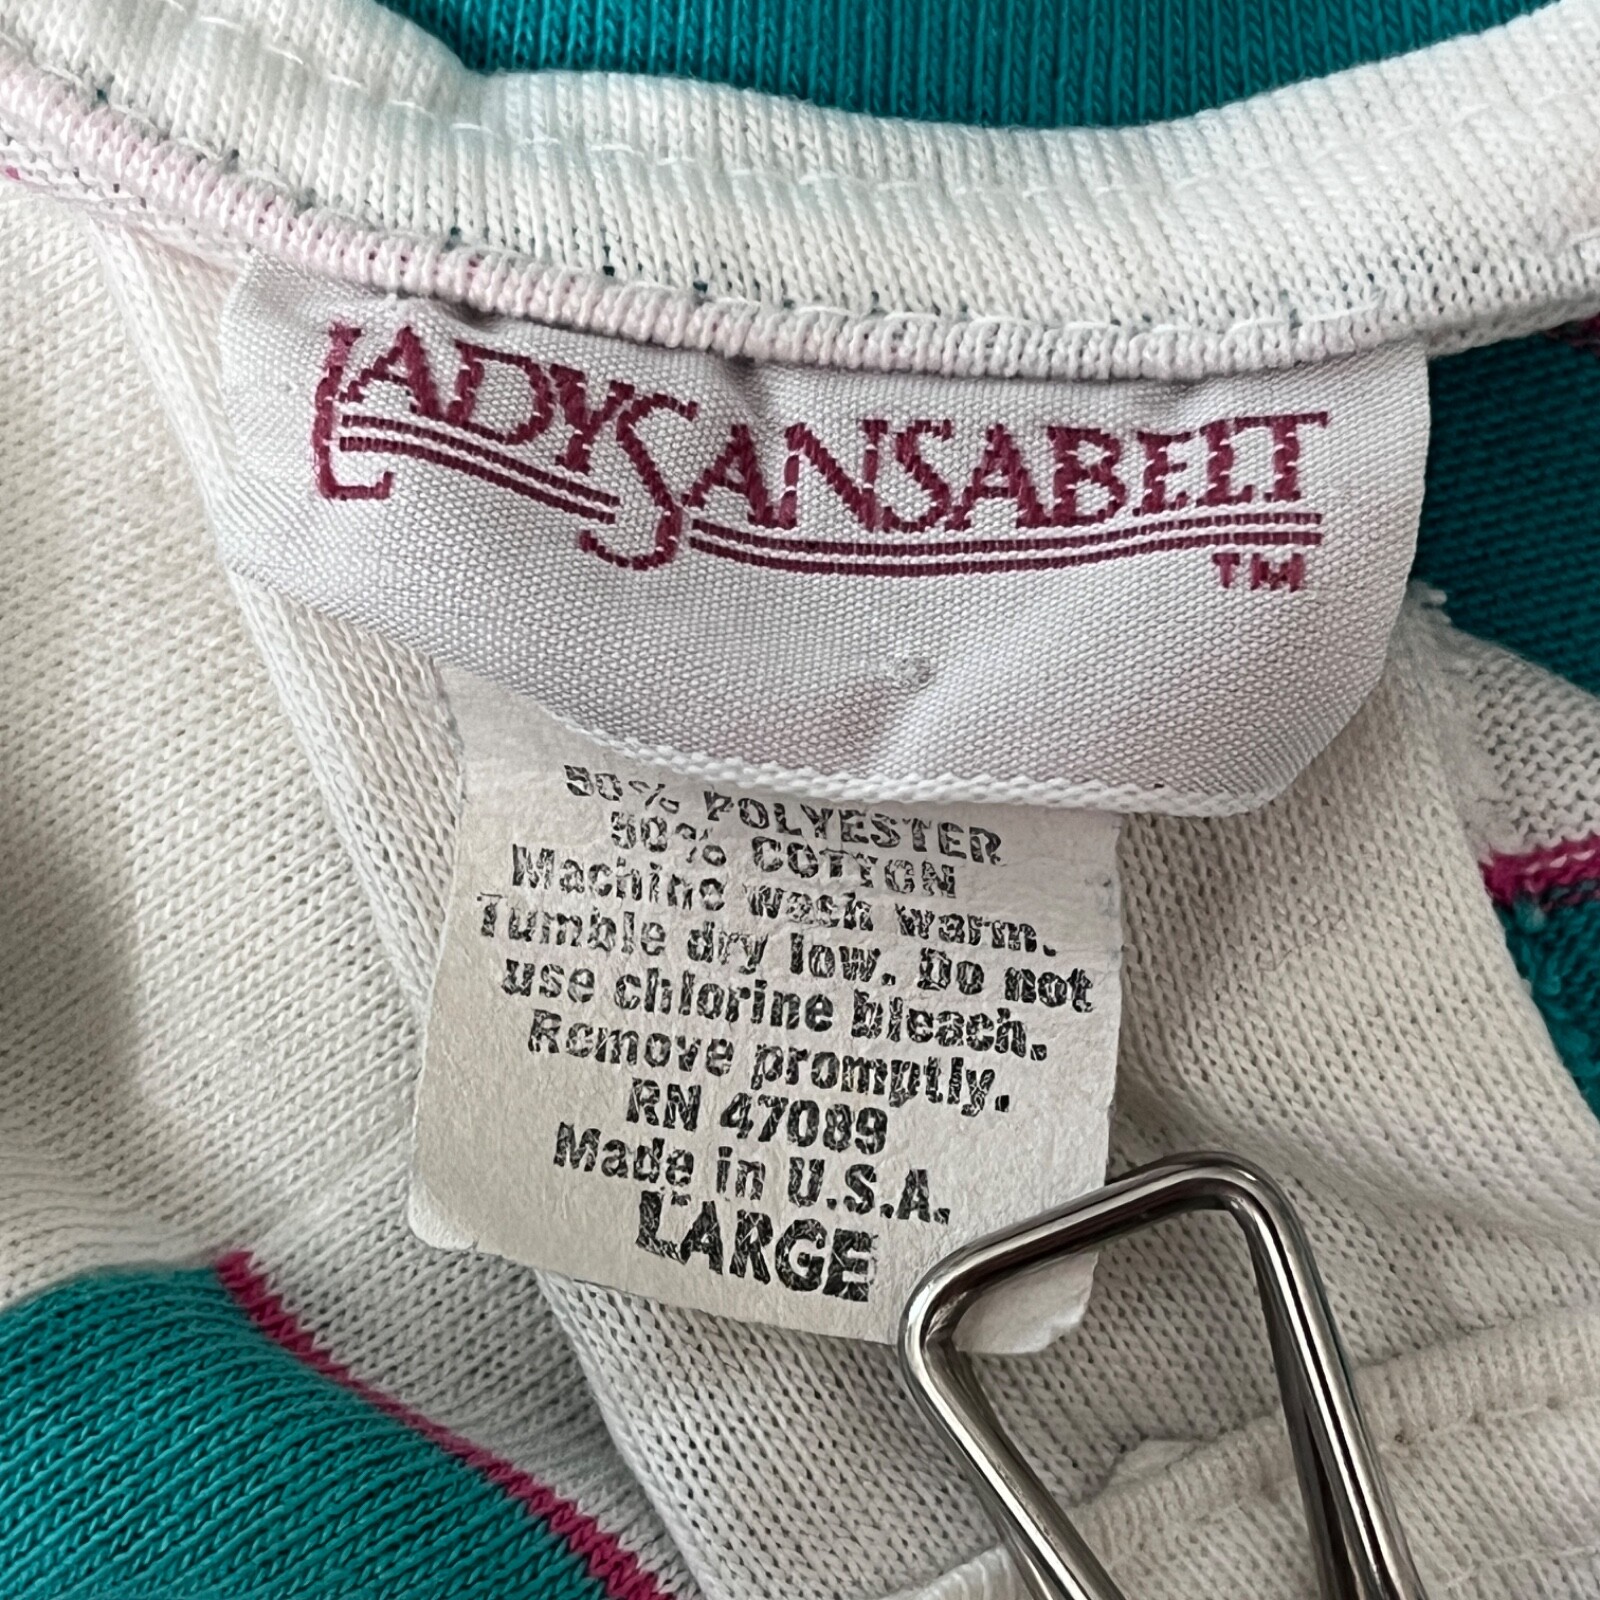 LADY SANSABELT
TM
50% POLYESTER
50% COTTON
Machine wash warm.
Tumble dry low. Do not
use chlorine bleach.
Remove promptly.
RN 47089
Made in U.S.A.
LARGE